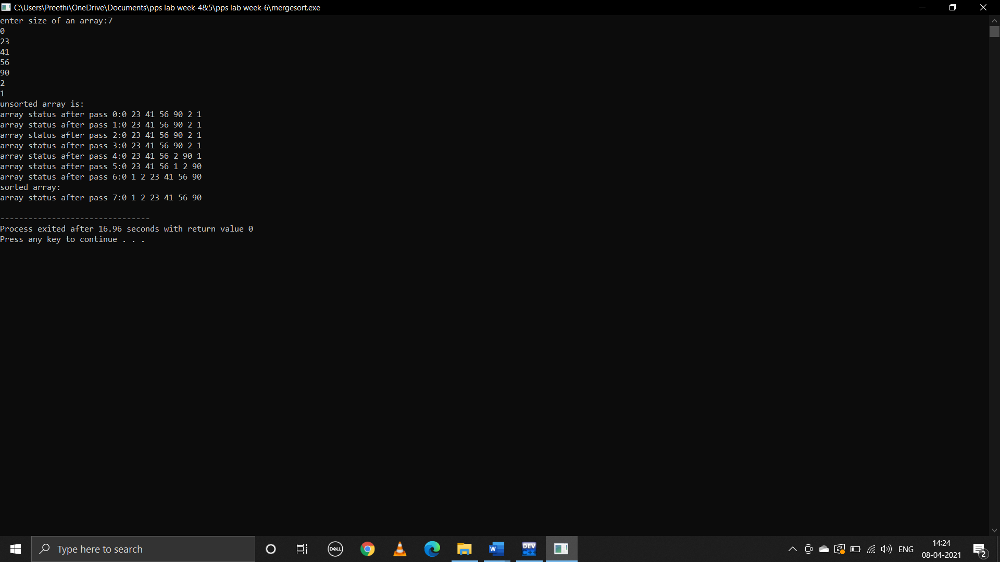 C:\Users\Preethi\OneDrive\Documents\pps lab week-4&5\pps lab week-6\mergesort.exe
enter size of an array:7
0
23
41
56
90
2
1
unsorted array is:
array status after pass 0:0 23 41 56 90 2 1
array status after pass 1:0 23 41 56 90 2 1
array status after pass 2:0 23 41 56 90 2 1
array status after pass 3:0 23 41 56 90 2 1
array status after pass 4:0 23 41 56 2 90 1
array status after pass 5:0 23 41 56 1 2 90
array status after pass 6:0 1 2 23 41 56 90
sorted array:
array status after pass 7:0 1 2 23 41 56 90
--------------------------------
Process exited after 16.96 seconds with return value 0
Press any key to continue . . .
Type here to search
DELL
W
DEV
C++
ENG
14:24
08-04-2021
2